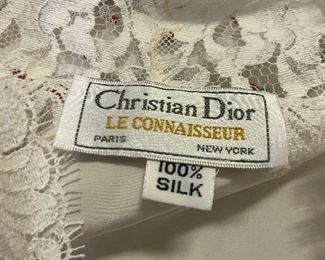 Christian Dior
LE CONNAISSEUR
PARIS NEW YORK
100%
SILK